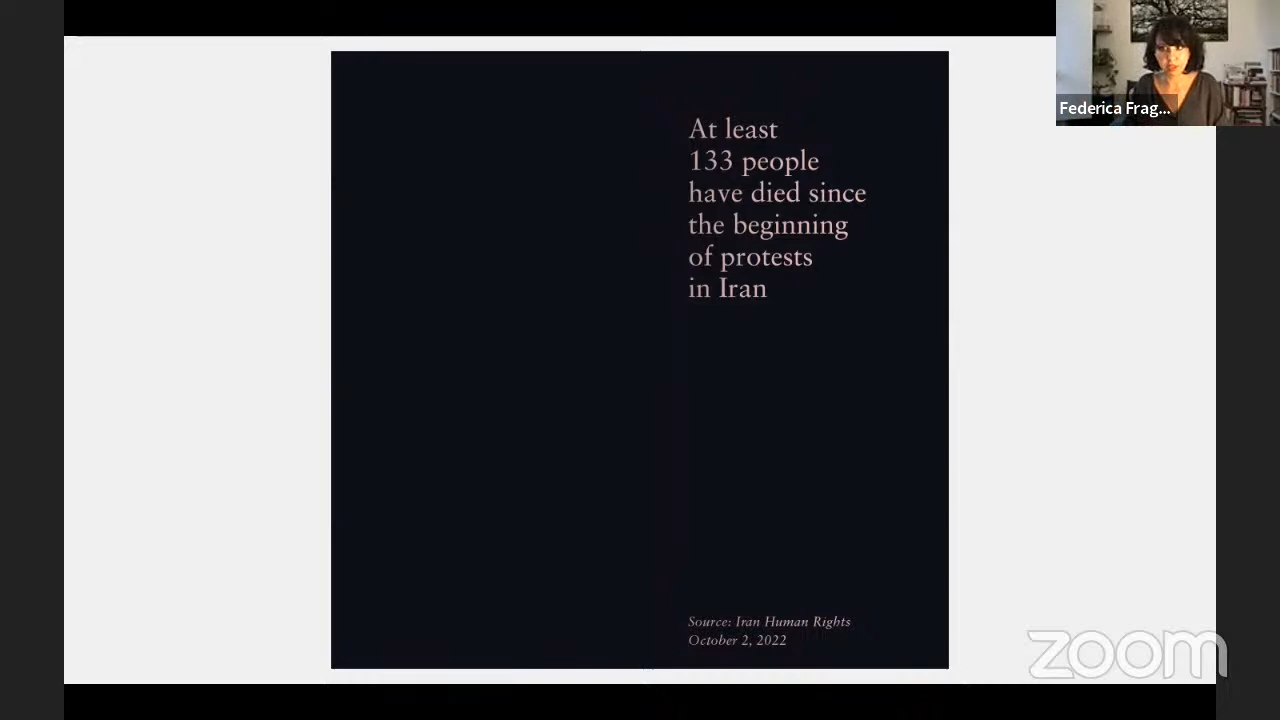 At least
133 people
have died since
the beginning
of protests
in Iran
Source: Iran Human Rights
October 2, 2022
Federica Frag...
zoom